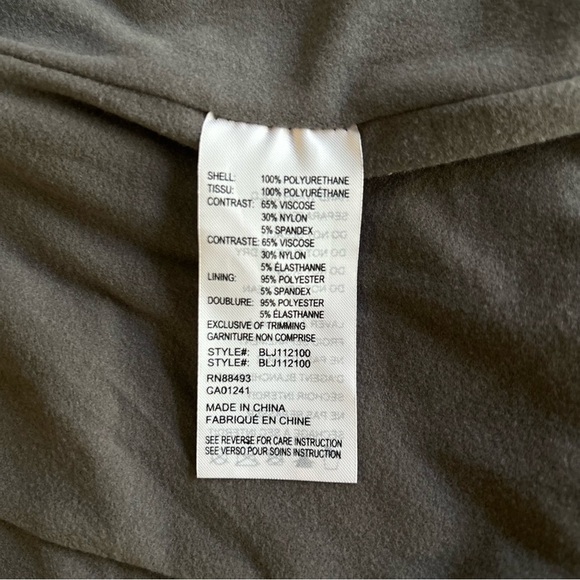 SHELL: 100% POLYURETHANE
TISSU: 100% POLYURÉTHANE
CONTRAST: 65% VISCOSE
30% NYLON
5% SPANDEX
CONTRASTE: 65% VISCOSE
30% NYLON
5% ÉLASTHANNE
LINING: 95% POLYESTER
5% SPANDEX
DOUBLURE: 95% POLYESTER
5% ÉLASTHANNE
EXCLUSIVE OF TRIMMING
GARNITURE NON COMPRISE
STYLE#: BLJ112100
STYLE#: BLJ112100
RN88493
GA01241
MADE IN CHINA
FABRIQUÉ EN CHINE
SEE REVERSE FOR CARE INSTRUCTION
SEE VERSO POUR SOINS INSTRUCTION